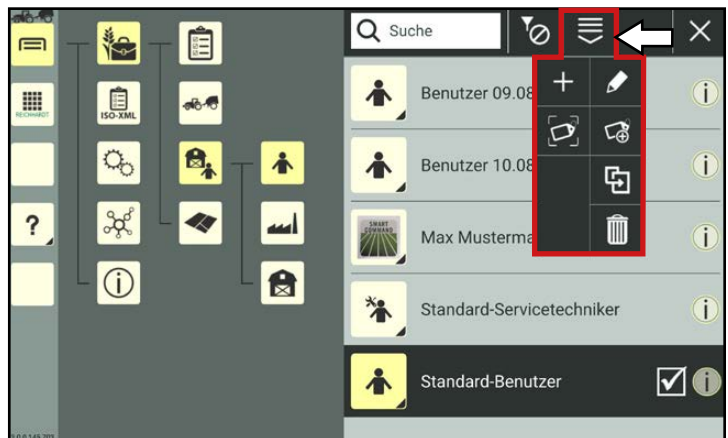 Suche
Benutzer 09.08
REICHHARDT
ISO-XML
Benutzer 10.08
?
SMART
COMMAND
Max Musterma
Standard-Servicetechniker
Standard-Benutzer